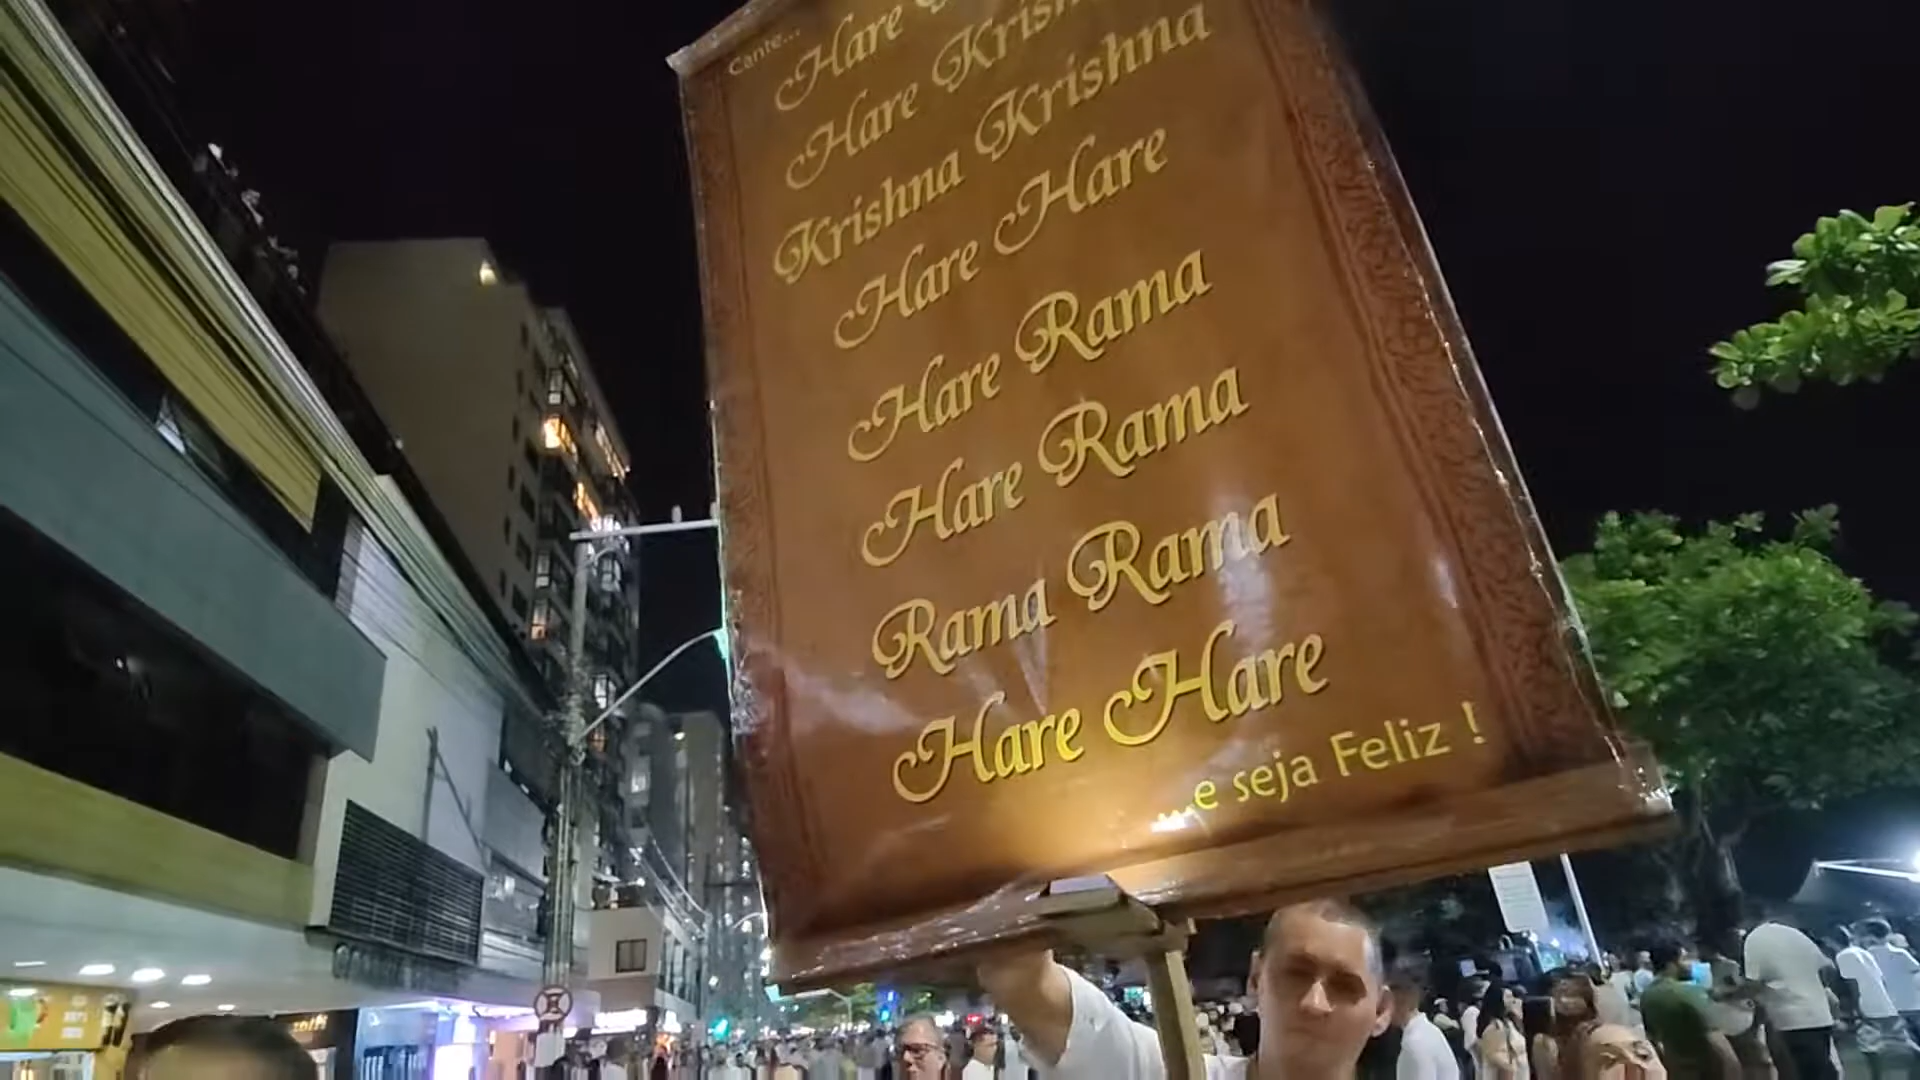 Cante...
Hare
Hare Krishna
Krishna Krishna
Hare Hare
Hare Rama
Hare Rama
Rama Rama
Hare Hare
...e seja Feliz !